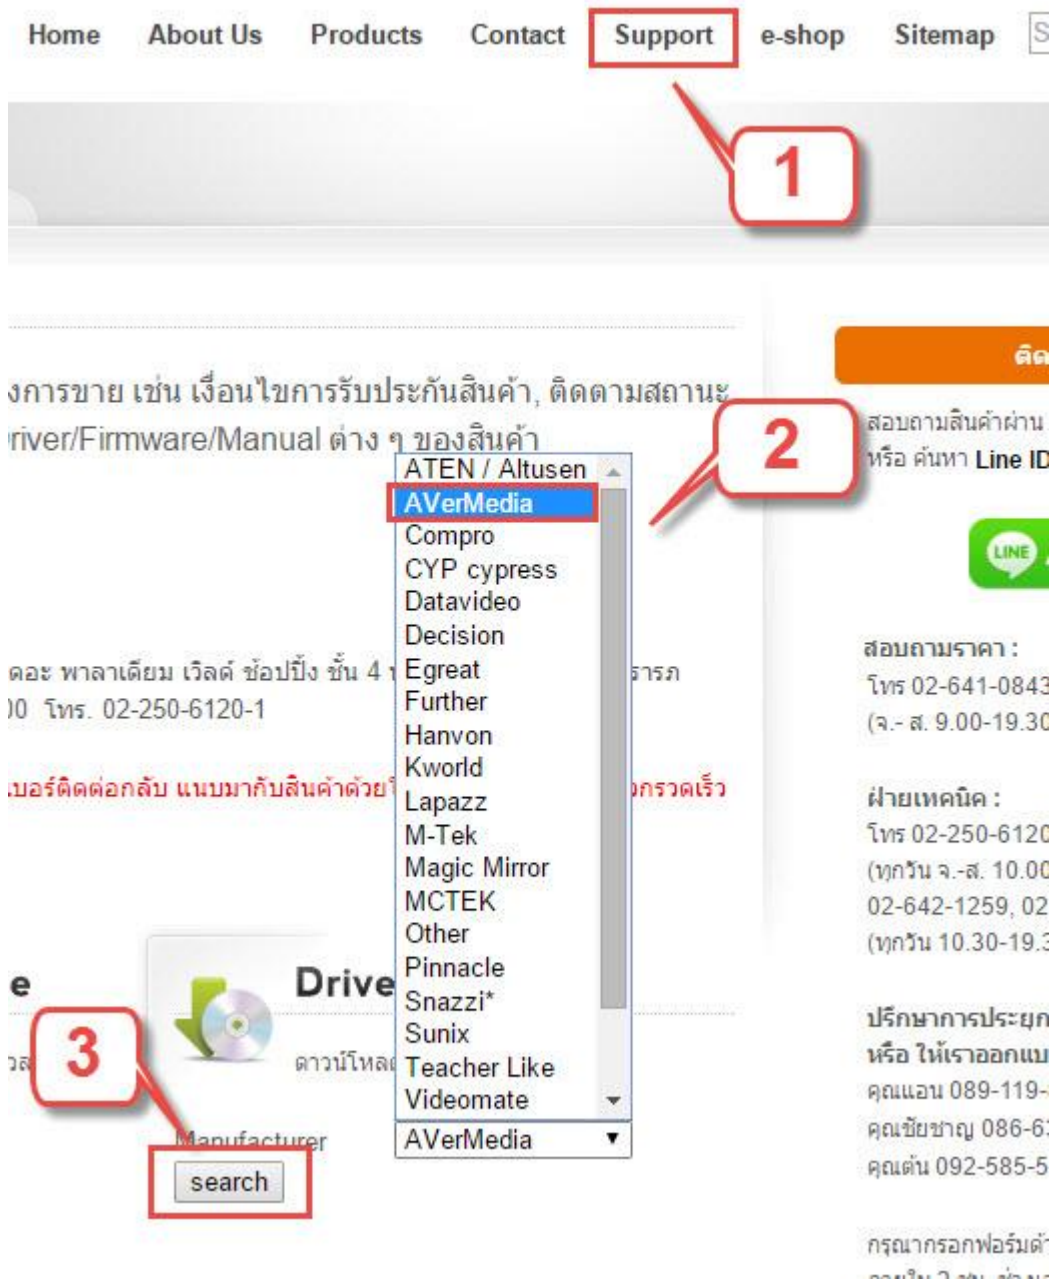 Home About Us Products Contact Support e-shop Sitemap S
1
งการขาย เช่น เงื่อนไขการรับประกันสินค้า, ติดตามสถานะ
river/Firmware/Manual ต่าง ๆ ของสินค้า
2
ATEN / Altusen
AVerMedia
Compro
CYP cypress
Datavideo
Decision
Egreat
Further
Hanvon
Kworld
Lapazz
M-Tek
Magic Mirror
MCTEK
Other
Pinnacle
Snazzi*
Sunix
Teacher Like
Videomate
AVerMedia
ดอะ พาลาเดียม เวิลด์ ช้อปปิ้ง ชั้น 4
00 โทร. 02-250-6120-1
เบอร์ติดต่อกลับ แนบมากับสินค้าด้วย
วกรวดเร็ว
e
Drive
3
ดาวน์โหลด
Manufacturer
search
ติด
สอบถามสินค้าผ่าน
หรือ ค้นหา Line ID
LINE
สอบถามราคา :
โทร 02-641-0843
(จ.- ส. 9.00-19.30
ฝ่ายเทคนิค :
โทร 02-250-6120
(ทุกวัน จ.-ส. 10.00
02-642-1259, 02
(ทุกวัน 10.30-19.3
ปรึกษาการประยุก
หรือ ให้เราออกแบ
คุณแอน 089-119-
คุณชัยชาญ 086-63
คุณต้น 092-585-5
กรุณากรอกฟอร์มด้